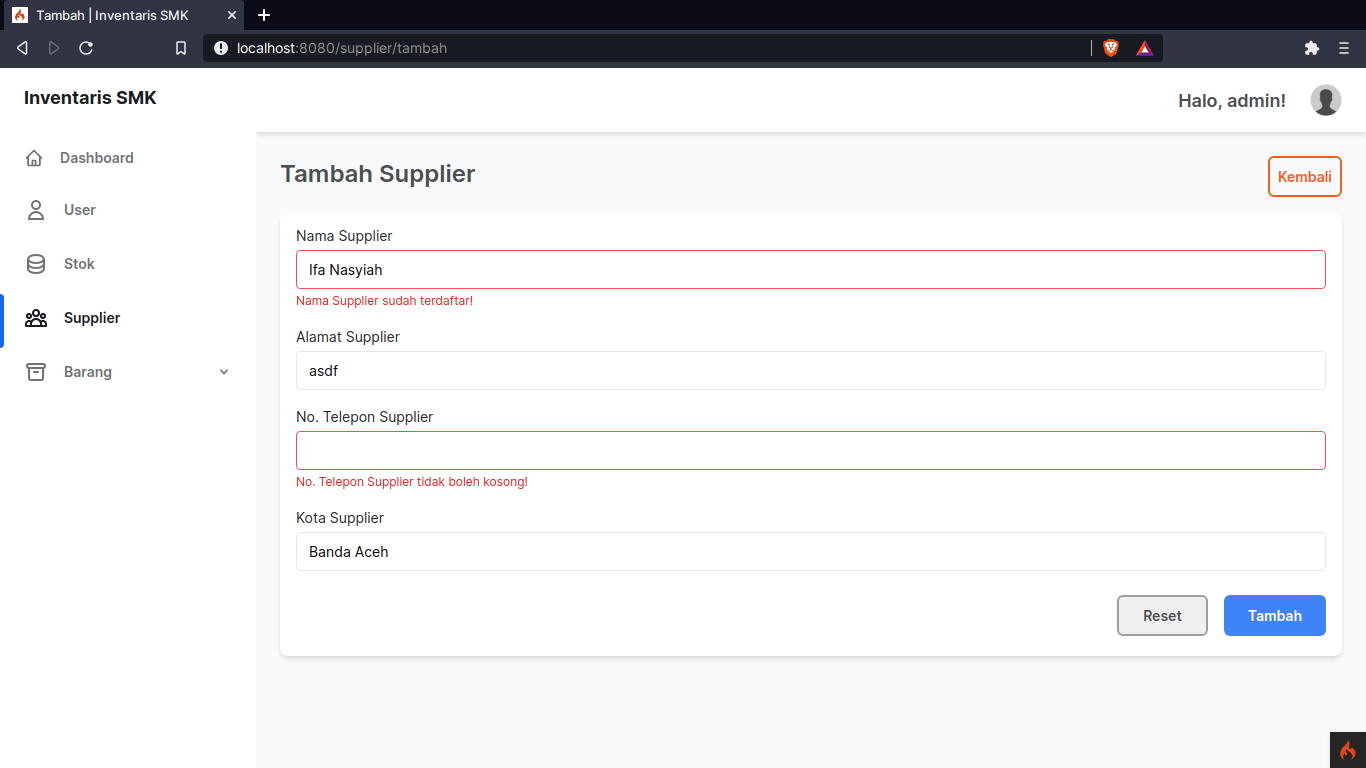 Tambah | Inventaris SMK
localhost:8080/supplier/tambah
Inventaris SMK
Halo, admin!
Dashboard
User
Stok
Supplier
Barang
Tambah Supplier
Kembali
Nama Supplier
Ifa Nasyiah
Nama Supplier sudah terdaftar!
Alamat Supplier
asdf
No. Telepon Supplier
No. Telepon Supplier tidak boleh kosong!
Kota Supplier
Banda Aceh
Reset
Tambah